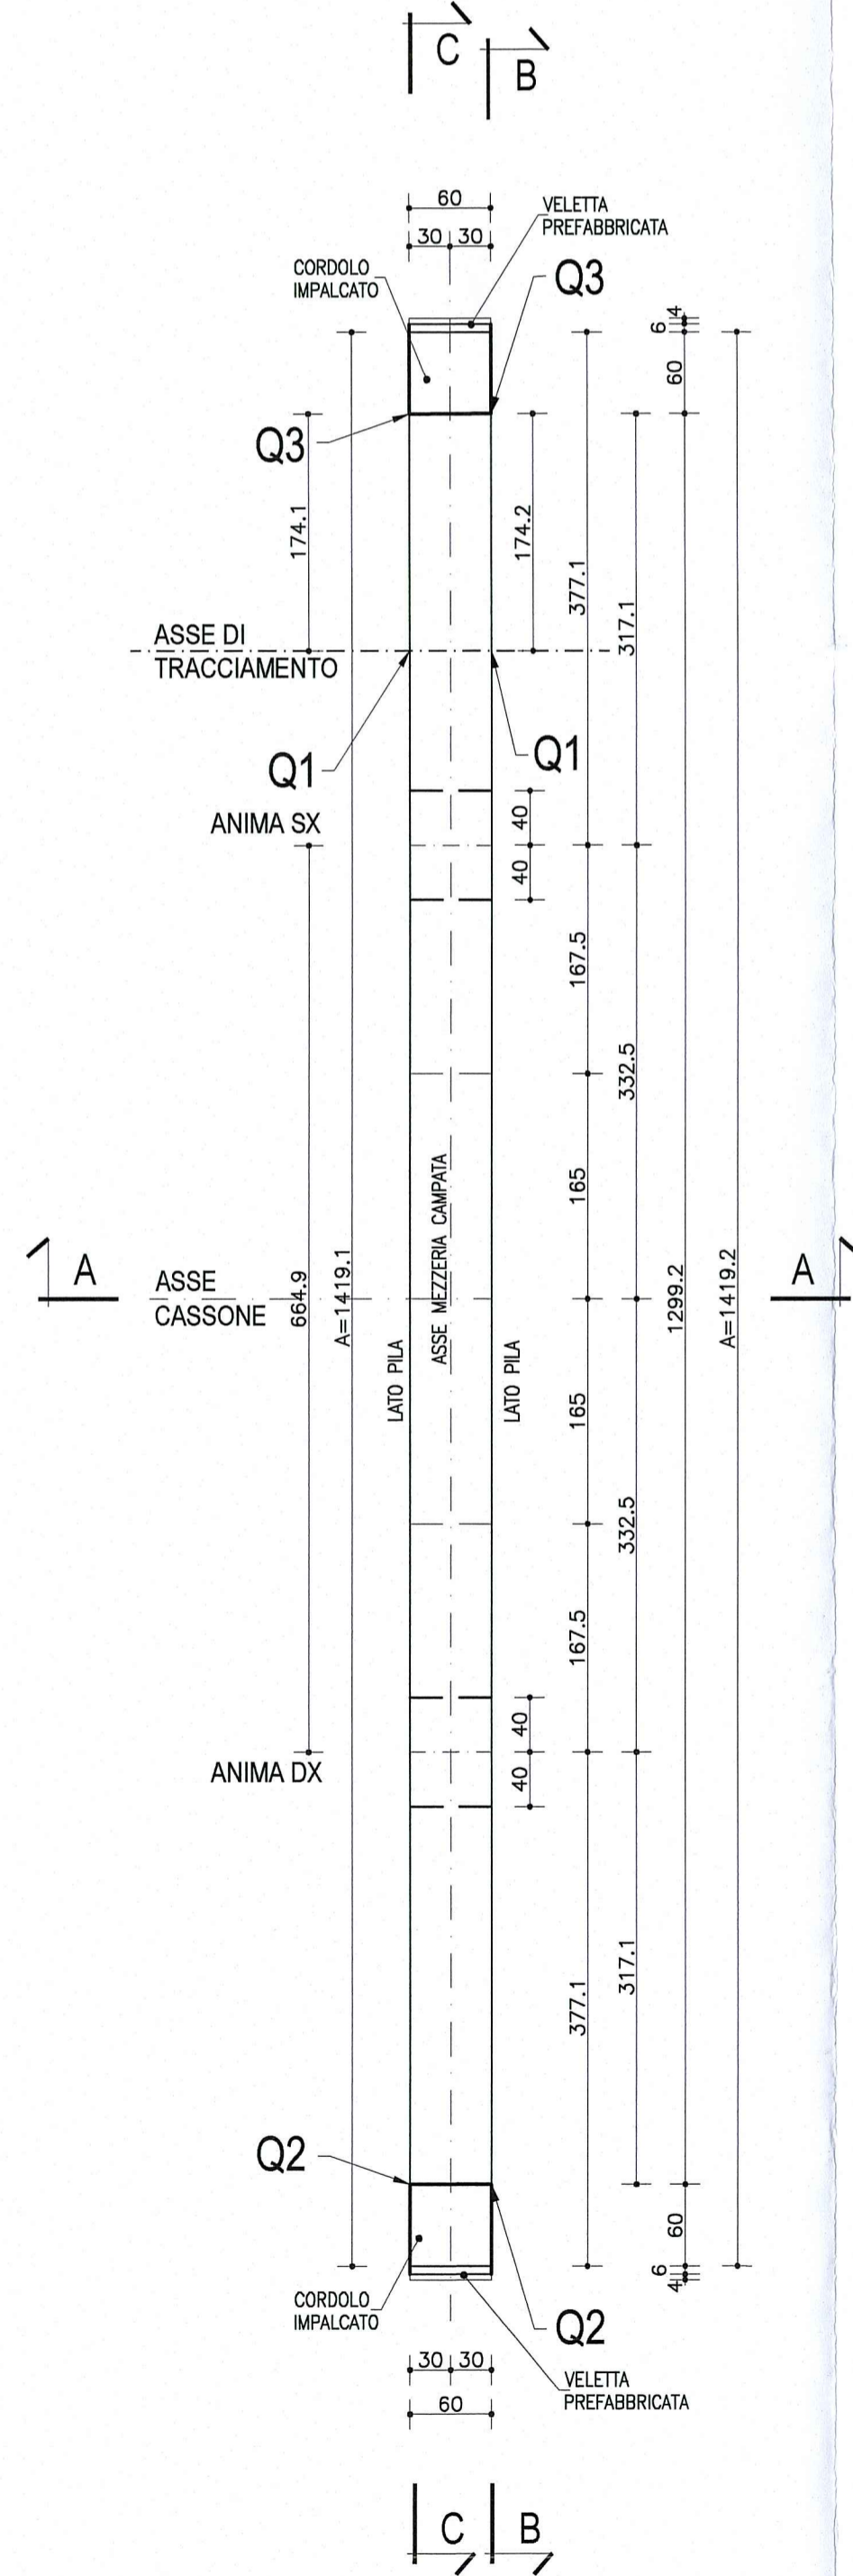 C
B
60
30 30
VELETTA
PREFABBRICATA
CORDOLO
IMPALCATO
Q3
4
6
60
Q3
174.1
174.2
377.1
317.1
ASSE DI
TRACCIAMENTO
Q1
Q1
40
ANIMA SX
40
167.5
332.5
165
ASSE MEZZERIA CAMPATA
A
ASSE
CASSONE
664.9
A=1419.1
1299.2
A=1419.2
A
LATO PILA
LATO PILA
165
332.5
167.5
40
ANIMA DX
40
317.1
377.1
Q2
60
6
4
CORDOLO
IMPALCATO
Q2
30 30
VELETTA
PREFABBRICATA
60
C
B